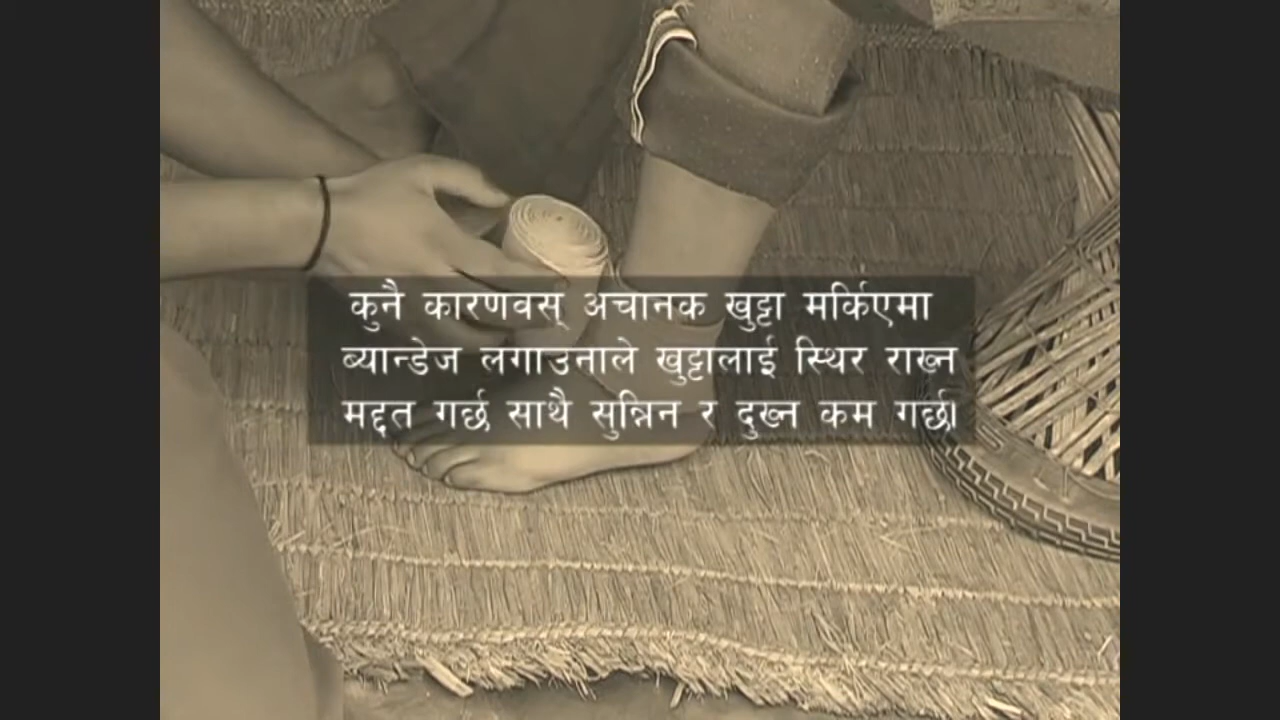 कुनै कारणवस् अचानक खुट्टा मर्किएमा
ब्यान्डेज लगाउनाले खुट्टालाई स्थिर राख्न
मद्दत गर्छ साथै सुन्निन र दुख्न कम गर्छ।